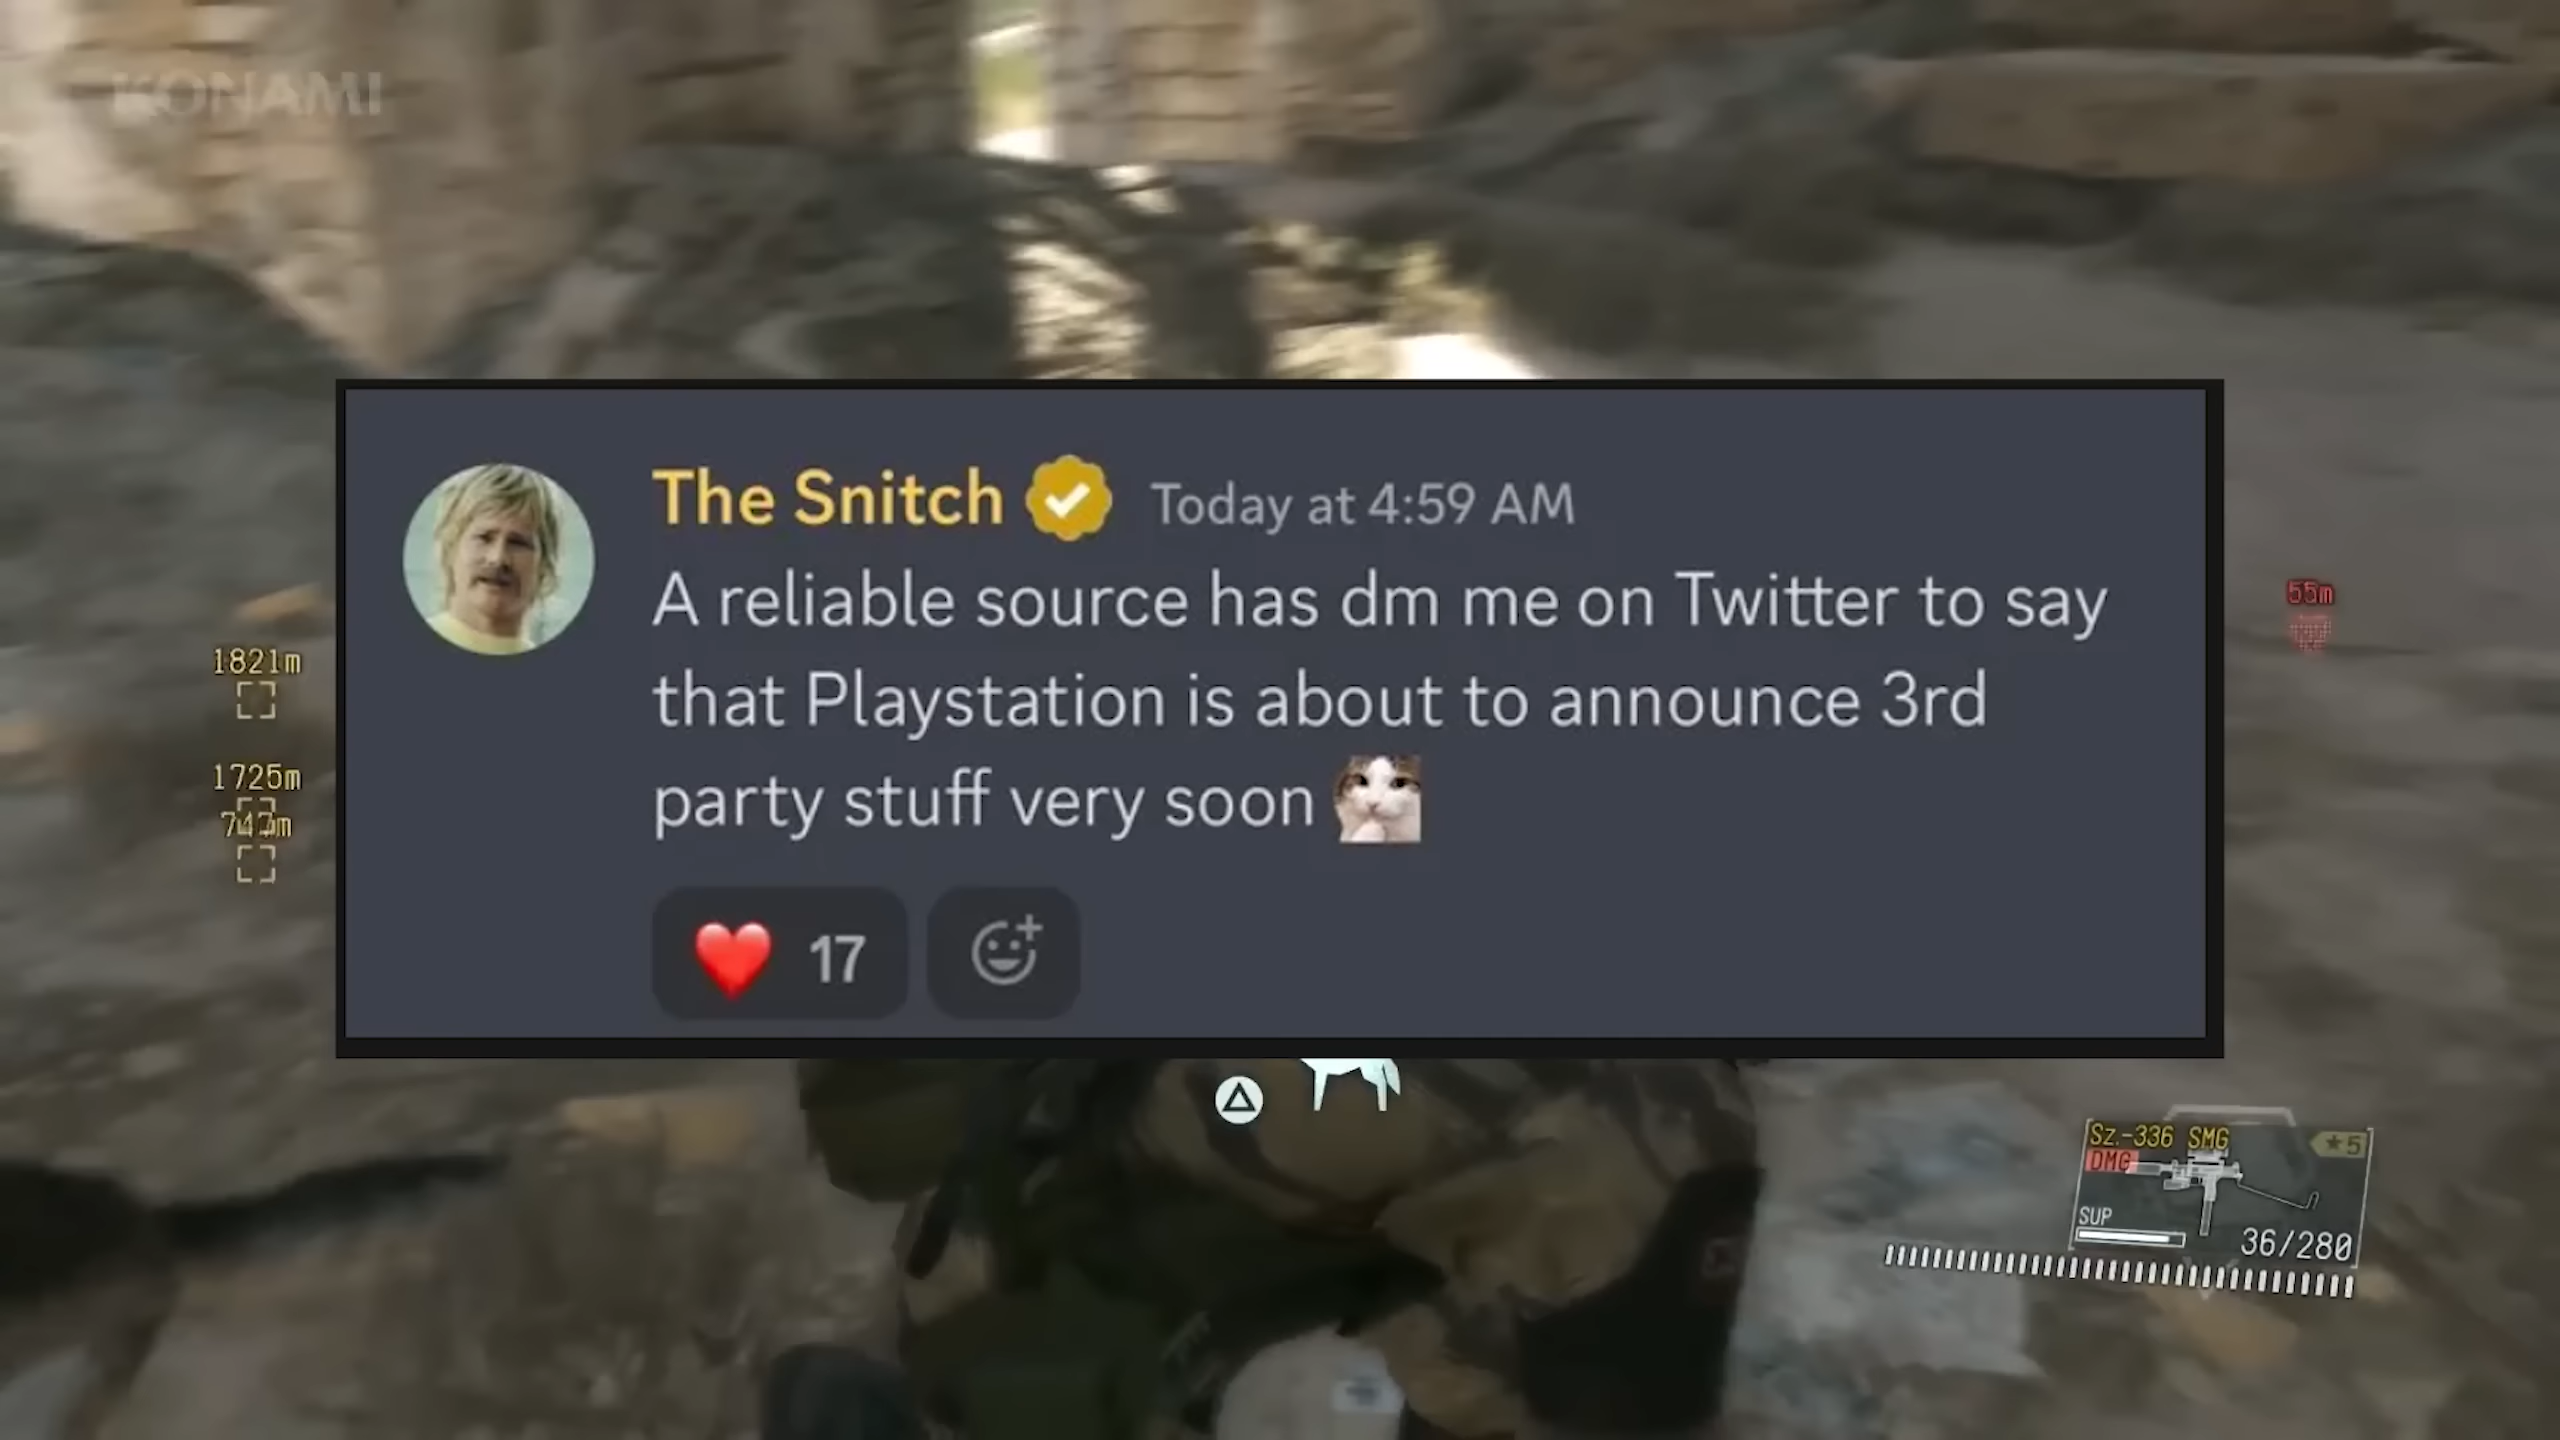 KONAMI
The Snitch Today at 4:59 AM
A reliable source has dm me on Twitter to say
that Playstation is about to announce 3rd
party stuff very soon
17
1821m
1725m
747m
55m
Sz.-336 SMG
★5
DMG
SUP
36/280